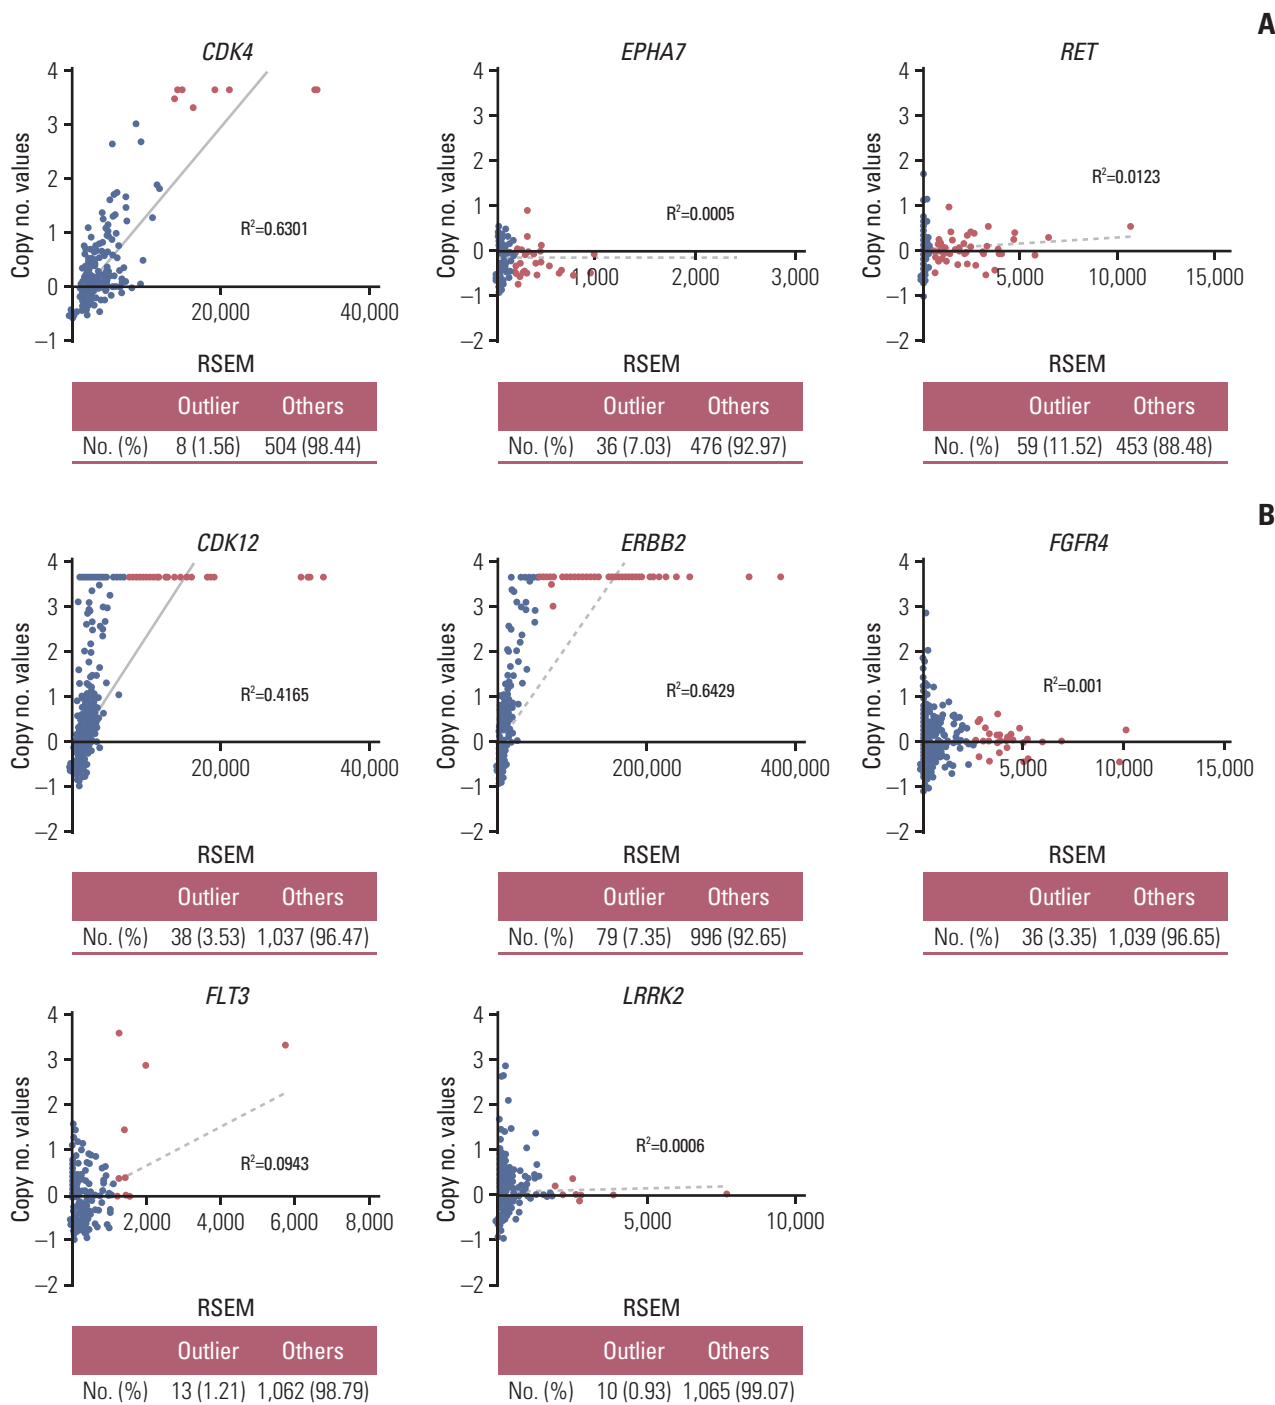 A
CDK4
4
3
2
1
0
–1
Copy no. values
R²=0.6301
20,000 40,000
RSEM
Outlier Others
No. (%) 8 (1.56) 504 (98.44)
EPHA7
4
3
2
1
0
–1
–2
Copy no. values
R²=0.0005
1,000 2,000 3,000
RSEM
Outlier Others
No. (%) 36 (7.03) 476 (92.97)
RET
4
3
2
1
0
–1
–2
Copy no. values
R²=0.0123
5,000 10,000 15,000
RSEM
Outlier Others
No. (%) 59 (11.52) 453 (88.48)
B
CDK12
4
3
2
1
0
–1
–2
Copy no. values
R²=0.4165
20,000 40,000
RSEM
Outlier Others
No. (%) 38 (3.53) 1,037 (96.47)
ERBB2
4
3
2
1
0
–1
–2
Copy no. values
R²=0.6429
200,000 400,000
RSEM
Outlier Others
No. (%) 79 (7.35) 996 (92.65)
FGFR4
4
3
2
1
0
–1
–2
Copy no. values
R²=0.001
5,000 10,000 15,000
RSEM
Outlier Others
No. (%) 36 (3.35) 1,039 (96.65)
FLT3
4
3
2
1
0
–1
–2
Copy no. values
R²=0.0943
2,000 4,000 6,000 8,000
RSEM
Outlier Others
No. (%) 13 (1.21) 1,062 (98.79)
LRRK2
4
3
2
1
0
–1
–2
Copy no. values
R²=0.0006
5,000 10,000
RSEM
Outlier Others
No. (%) 10 (0.93) 1,065 (99.07)